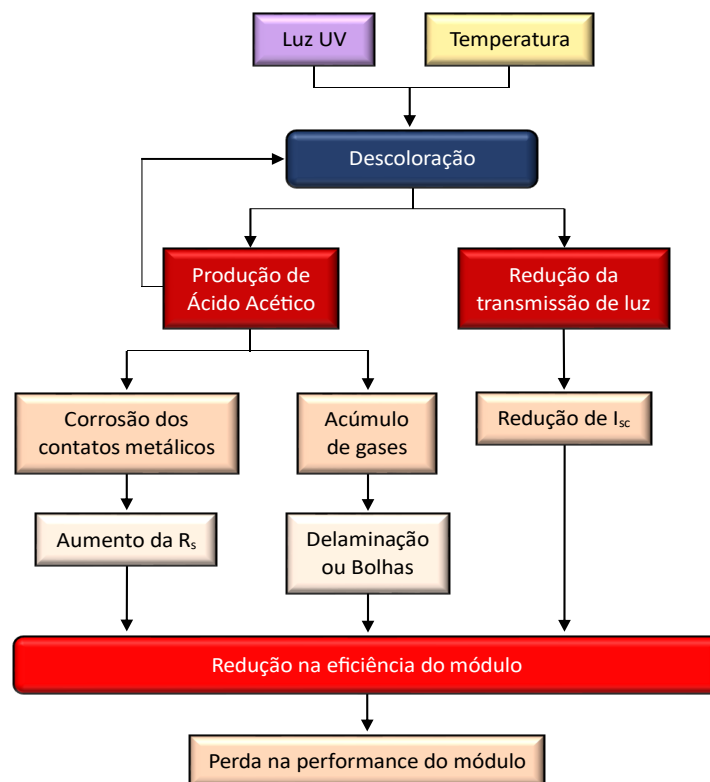 Luz UV
Temperatura
Descoloração
Produção de
Ácido Acético
Redução da
transmissão de luz
Corrosão dos
contatos metálicos
Acúmulo
de gases
Redução de Isc
Aumento da Rs
Delaminação
ou Bolhas
Redução na eficiência do módulo
Perda na performance do módulo